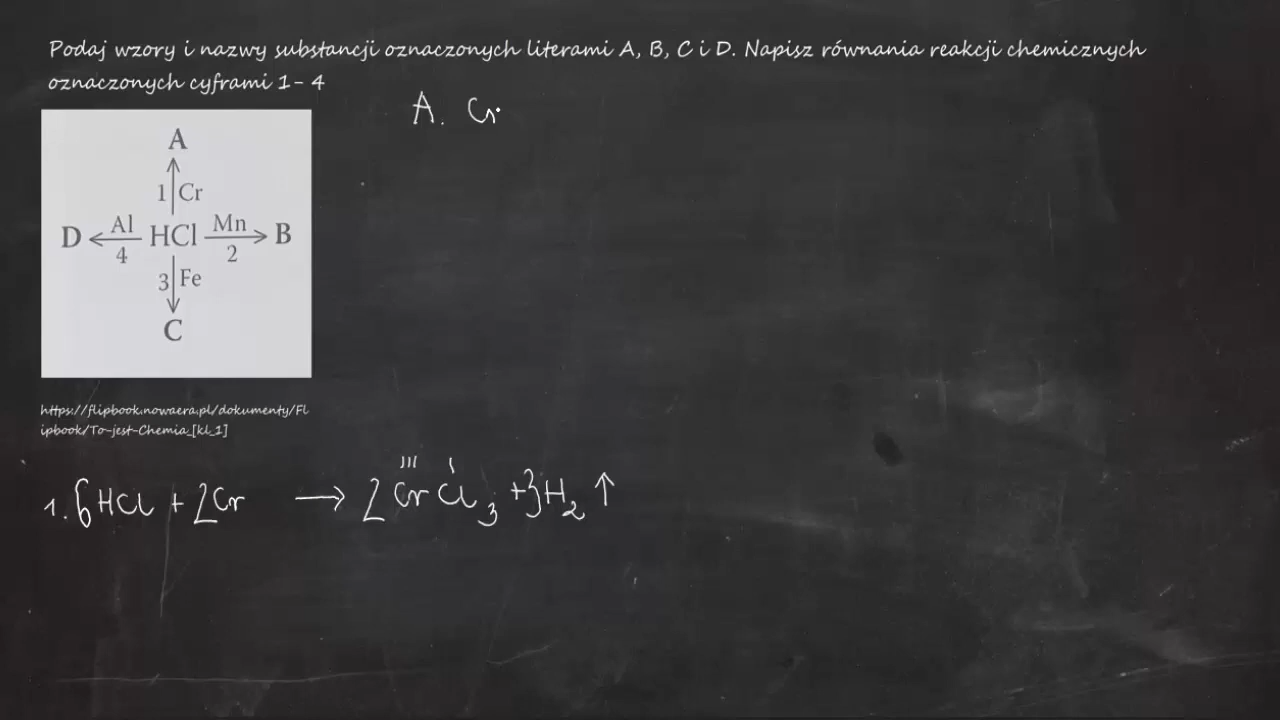 Podaj wzory i nazwy substancji oznaczonych literami A, B, C i D. Napisz równania reakcji chemicznych
oznaczonych cyframi 1 - 4
A. Cr
A
1 Cr
D Al 4 HCl Mn 2 B
3 Fe
C
https://flipbook.nowaera.pl/dokumenty/Fl
ipbook/To-jest-Chemia_[kl_1]
III I
1. 6HCl + 2Cr → 2CrCl3 + 3H2 ↑